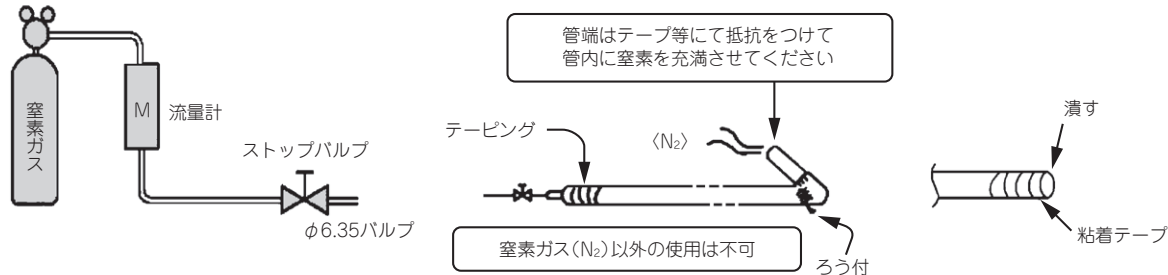 窒素ガス
M
流量計
ストップバルブ
φ6.35バルブ
管端はテープ等にて抵抗をつけて
管内に窒素を充満させてください
テーピング
〈N₂〉
窒素ガス(N₂)以外の使用は不可
ろう付
潰す
粘着テープ